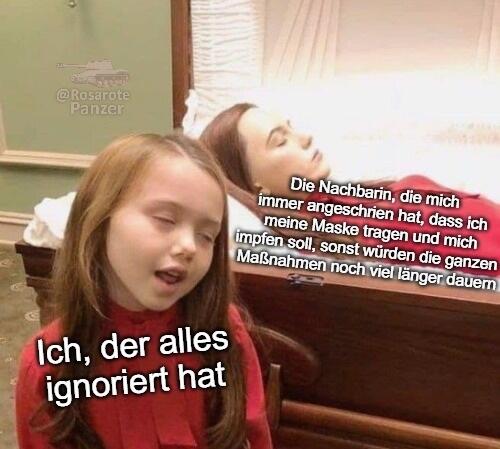 @Rosarote
Panzer
Die Nachbarin, die mich
immer angeschrien hat, dass ich
meine Maske tragen und mich
impfen soll, sonst würden die ganzen
Maßnahmen noch viel länger dauern
Ich, der alles
ignoriert hat